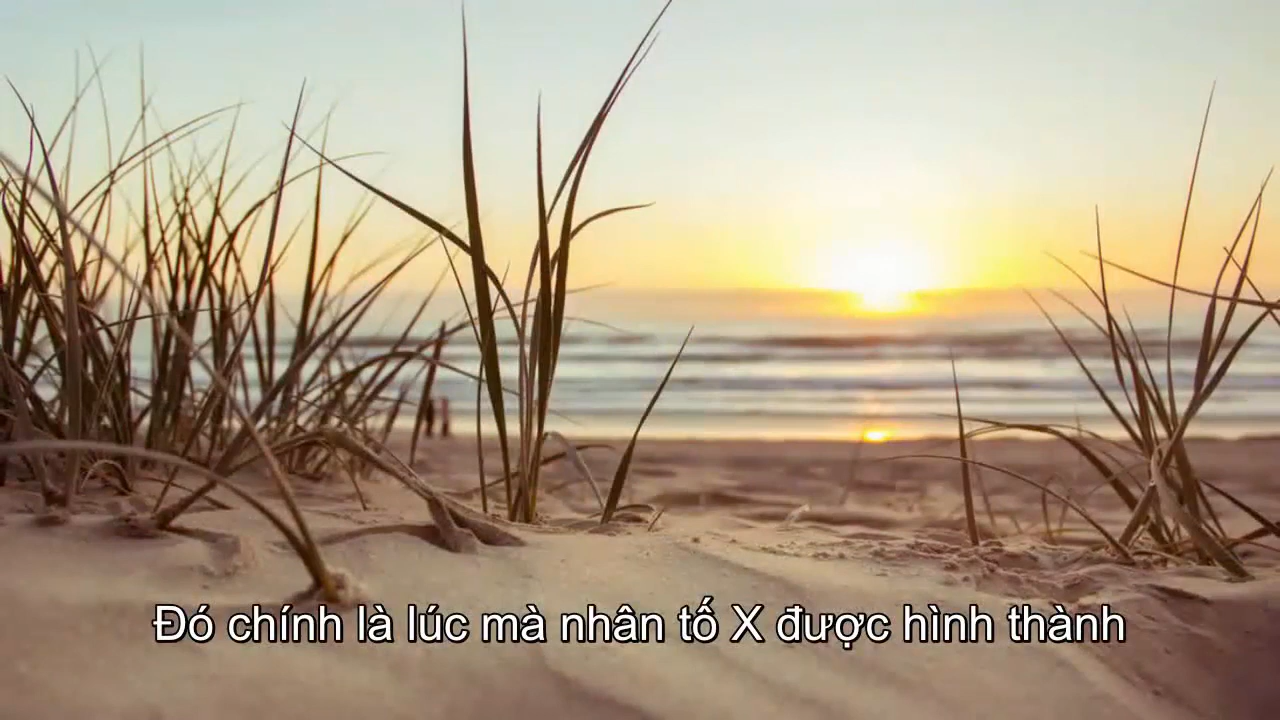 Đó chính là lúc mà nhân tố X được hình thành